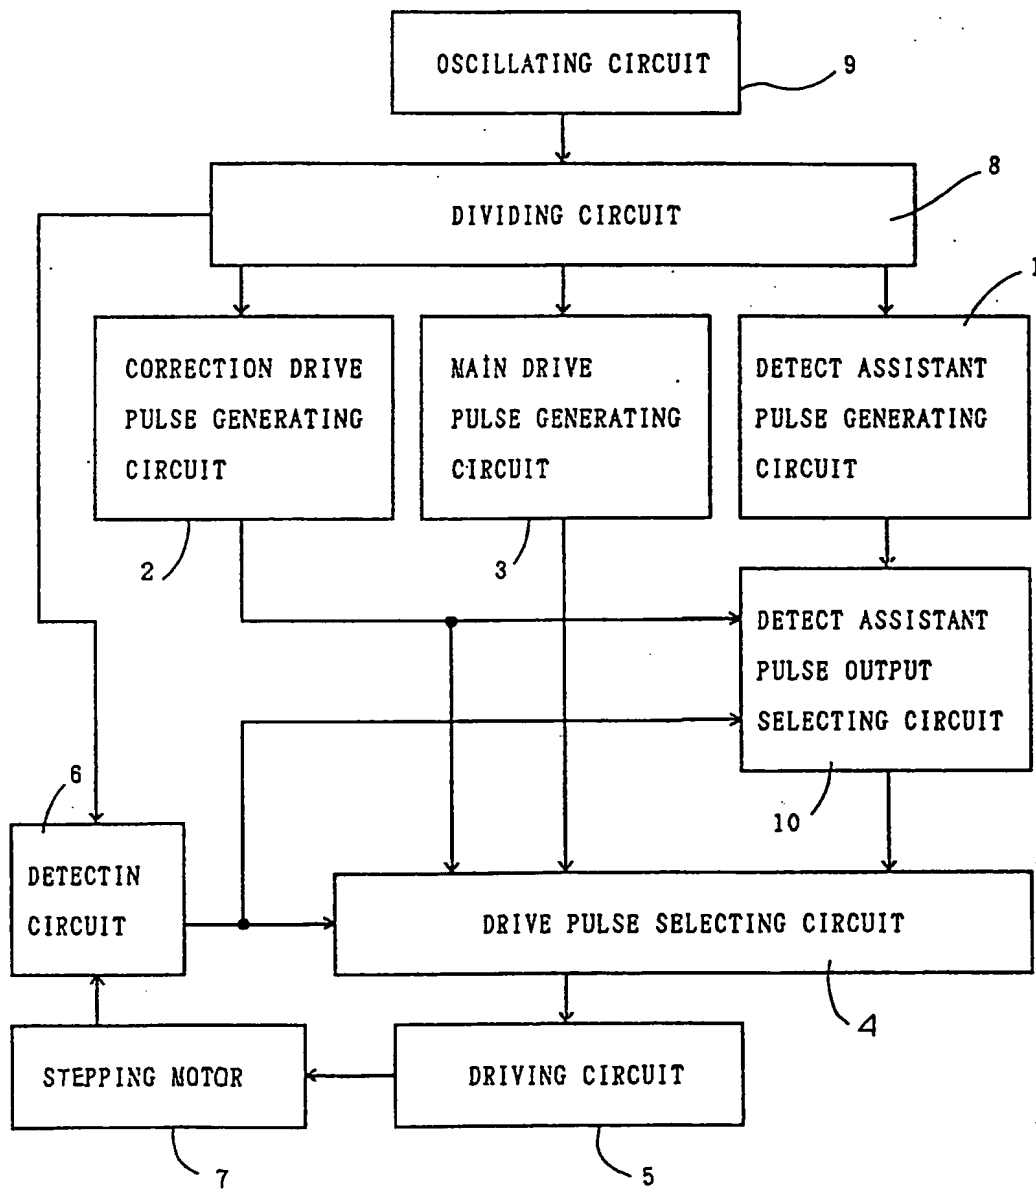 OSCILLATING CIRCUIT
9
DIVIDING CIRCUIT
8
1
CORRECTION DRIVE
PULSE GENERATING
CIRCUIT
2
MAIN DRIVE
PULSE GENERATING
CIRCUIT
3
DETECT ASSISTANT
PULSE GENERATING
CIRCUIT
DETECT ASSISTANT
PULSE OUTPUT
SELECTING CIRCUIT
10
6
DETECTIN
CIRCUIT
DRIVE PULSE SELECTING CIRCUIT
4
STEPPING MOTOR
7
DRIVING CIRCUIT
5